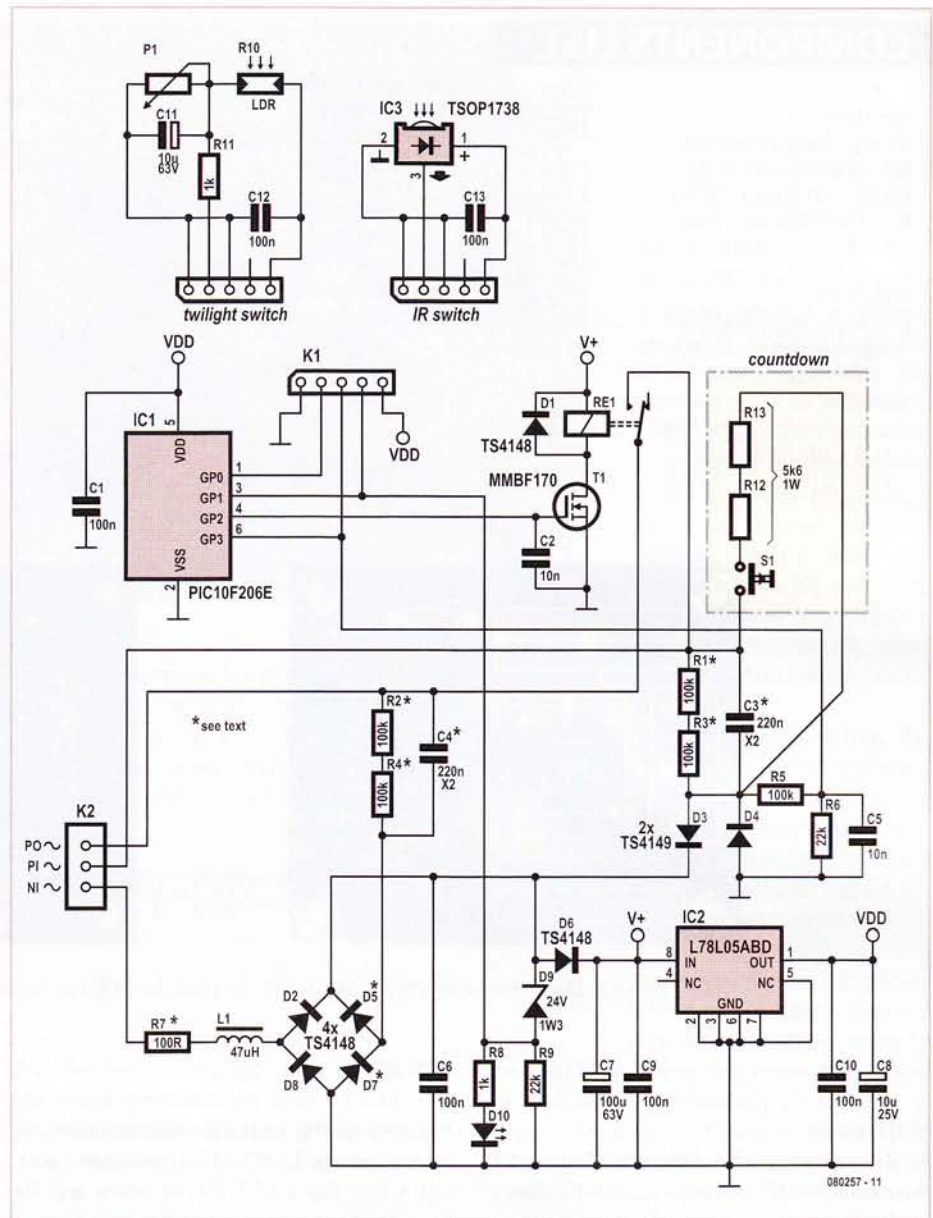 COMPONENTS LIST
P1
R10
LDR
C11
10u
63V
R11
1k
C12
100n
twilight switch
IC3
TSOP1738
2
1
+
3
C13
100n
IR switch
VDD
K1
VDD
IC1
5
VDD
C1
100n
GP0
1
GP1
3
GP2
4
GP3
6
VSS
2
PIC10F206E
V+
D1
TS4148
RE1
T1
MMBF170
C2
10n
countdown
R13
R12
5k6
1W
S1
*see text
R2*
100k
R4*
100k
C4*
220n
X2
R1*
100k
R3*
100k
C3*
220n
X2
R5
100k
R6
22k
C5
10n
D3
D4
2x
TS4149
K2
PO
PI
NI
R7*
100R
L1
47uH
D2
D5*
4x
TS4148
D8
D7*
C6
100n
R8
1k
D10
D6
TS4148
D9
24V
1W3
R9
22k
C7
100u
63V
V+
C9
100n
IC2
L78L05ABD
8
IN
OUT
1
4
NC
NC
5
GND
2
3
6
7
VDD
C10
100n
C8
10u
25V
080257 - 11